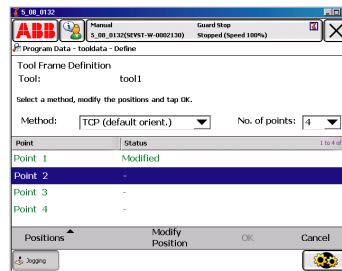 5_08_0132
ABB
Manual
5_08_0132(SEVST-W-0002130)
Guard Stop
Stopped (Speed 100%)
Program Data - tooldata - Define
Tool Frame Definition
Tool: tool1
Select a method, modify the positions and tap OK.
Method: TCP (default orient.) No. of points: 4
Point Status 1 to 4 of
Point 1 Modified
Point 2 -
Point 3 -
Point 4 -
Positions Modify Position OK Cancel
Jogging